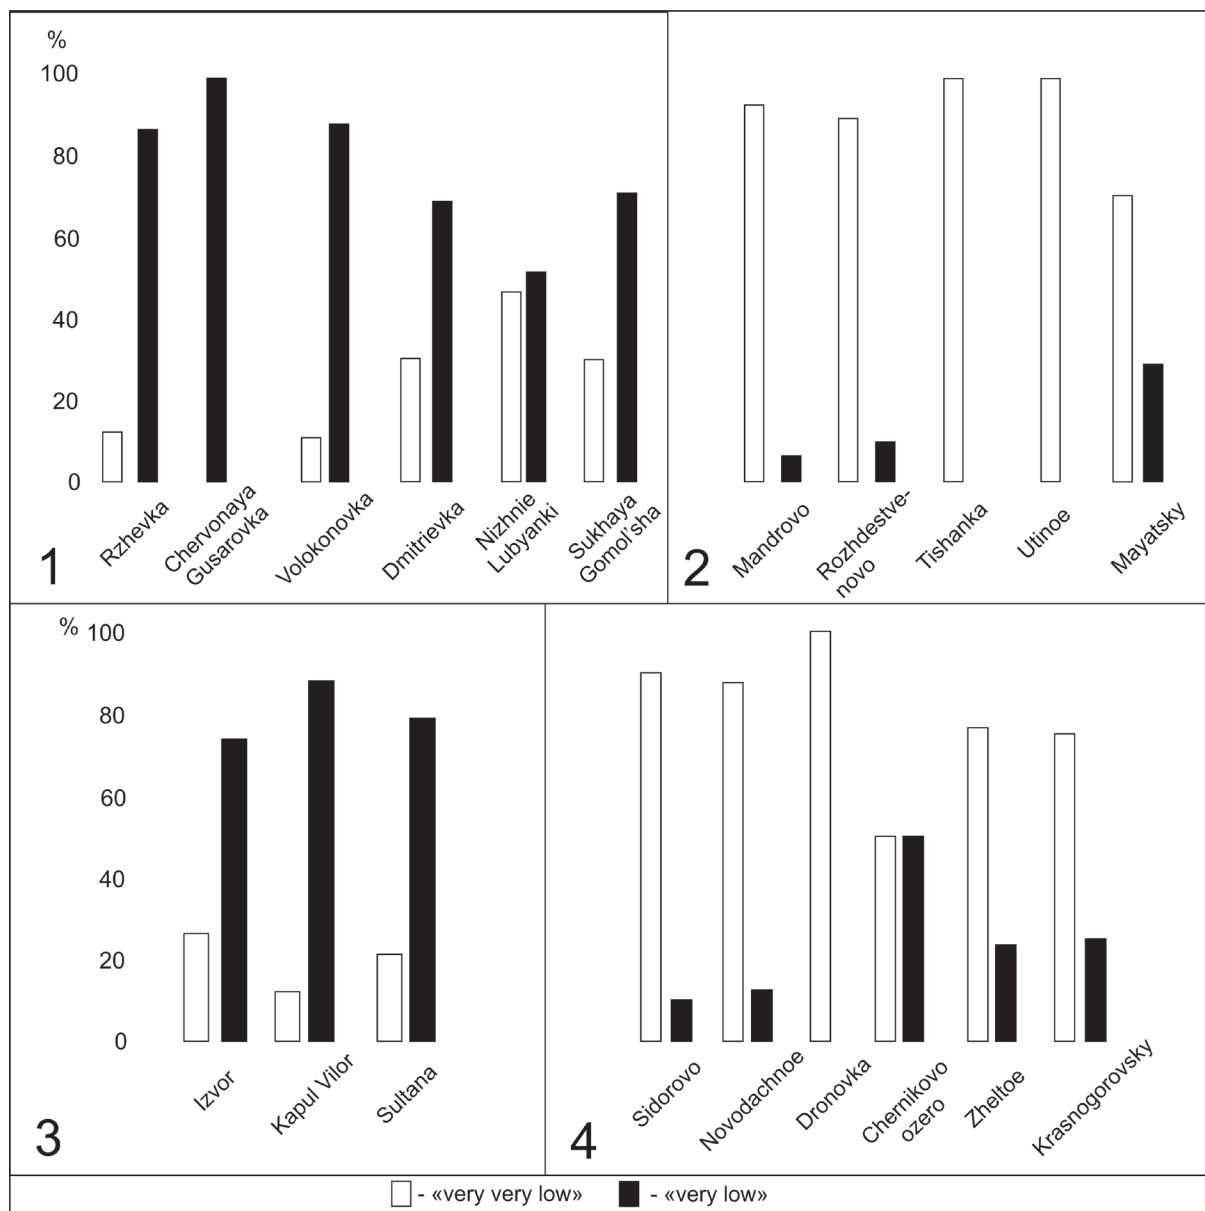 %
100
80
60
40
20
0
Rzhevka
Chervonaya
Gusarovka
Volokonovka
Dmitrievka
Nizhnie
Lubyanki
Sukhaya
Gomol'sha
1
Mandrovo
Rozhdestve-
novo
Tishanka
Utinoe
Mayatsky
2
%
100
80
60
40
20
0
Izvor
Kapul Vilor
Sultana
3
Sidorovo
Novodachnoe
Dronovka
Chernikovo
ozero
Zheltoe
Krasnogorovsky
4
- «very very low» - «very low»